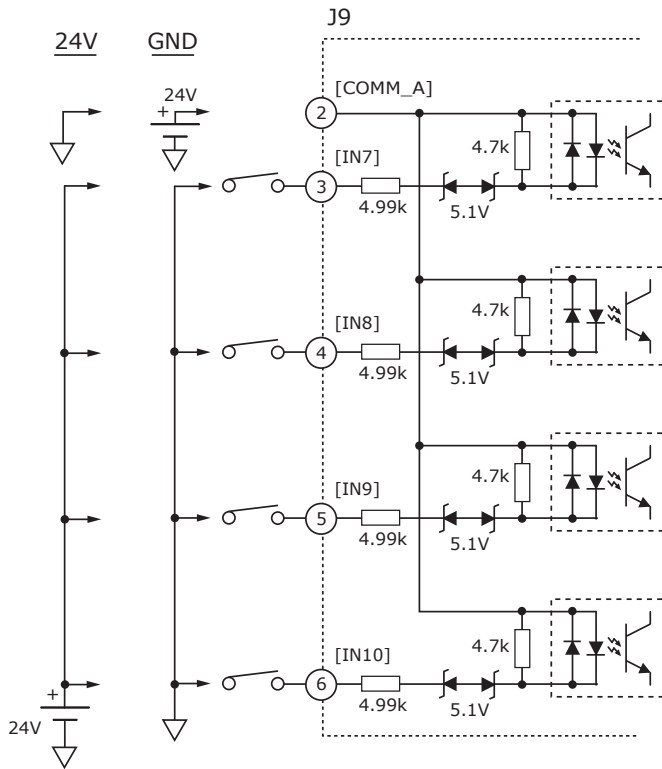 J9
24V GND
24V
+
[COMM_A]
2
4.7k
[IN7]
3
4.99k
5.1V
4.7k
[IN8]
4
4.99k
5.1V
4.7k
[IN9]
5
4.99k
5.1V
4.7k
[IN10]
6
4.99k
5.1V
+
24V